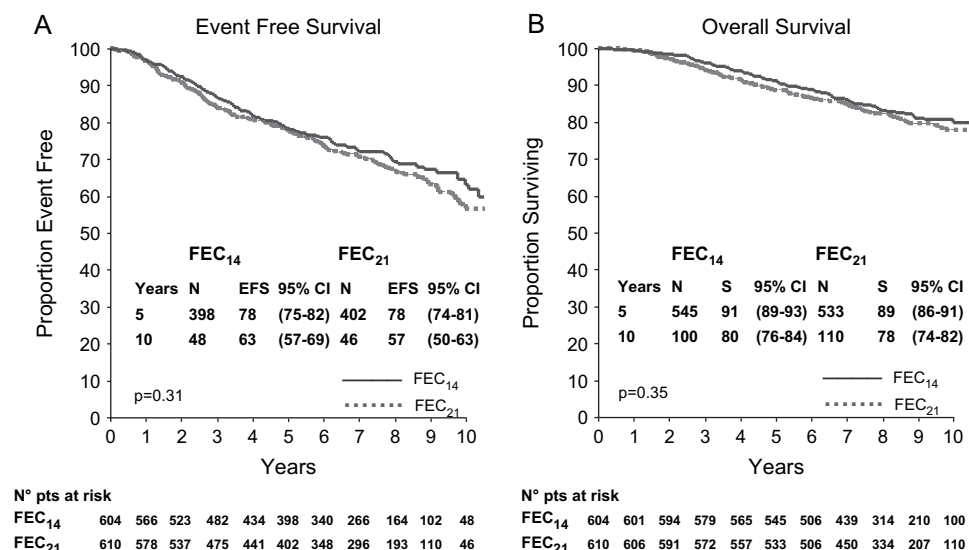 A Event Free Survival
Proportion Event Free
100
90
80
70
60
50
40
30
20
10
0
FEC14 FEC21
Years N EFS 95% CI N EFS 95% CI
5 398 78 (75-82) 402 78 (74-81)
10 48 63 (57-69) 46 57 (50-63)
p=0.31
FEC14
FEC21
0 1 2 3 4 5 6 7 8 9 10
Years
N° pts at risk
FEC14 604 566 523 482 434 398 340 266 164 102 48
FEC21 610 578 537 475 441 402 348 296 193 110 46
B Overall Survival
Proportion Surviving
100
90
80
70
60
50
40
30
20
10
0
FEC14 FEC21
Years N S 95% CI N S 95% CI
5 545 91 (89-93) 533 89 (86-91)
10 100 80 (76-84) 110 78 (74-82)
p=0.35
FEC14
FEC21
0 1 2 3 4 5 6 7 8 9 10
Years
N° pts at risk
FEC14 604 601 594 579 565 545 506 439 314 210 100
FEC21 610 606 591 572 557 533 506 450 334 207 110